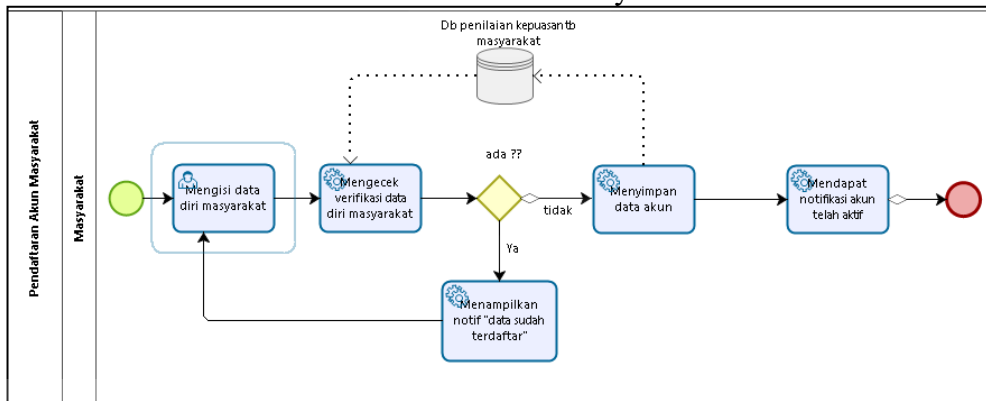 Pendaftaran Akun Masyarakat
Masyarakat
Db penilaian kepuasantb
masyarakat
Mengisi data
diri masyarakat
Mengecek
verifikasi data
diri masyarakat
ada ??
tidak
Ya
Menyimpan
data akun
Mendapat
notifikasi akun
telah aktif
Menampilkan
notif "data sudah
terdaftar"